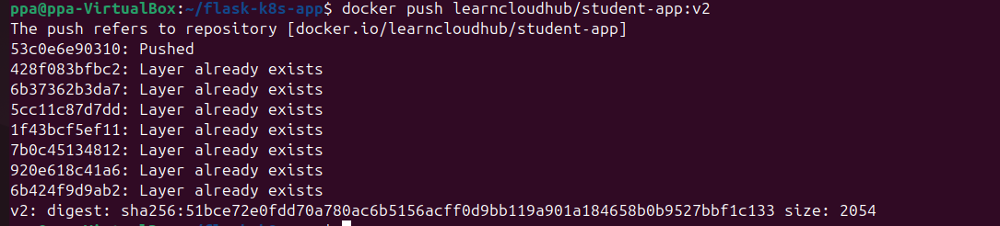 ppa@ppa-VirtualBox:~/flask-k8s-app$ docker push learncloudhub/student-app:v2
The push refers to repository [docker.io/learncloudhub/student-app]
53c0e6e90310: Pushed
428f083bfbc2: Layer already exists
6b37362b3da7: Layer already exists
5cc11c87d7dd: Layer already exists
1f43bcf5ef11: Layer already exists
7b0c45134812: Layer already exists
920e618c41a6: Layer already exists
6b424f9d9ab2: Layer already exists
v2: digest: sha256:51bce72e0fdd70a780ac6b5156acff0d9bb119a901a184658b0b9527bbf1c133 size: 2054